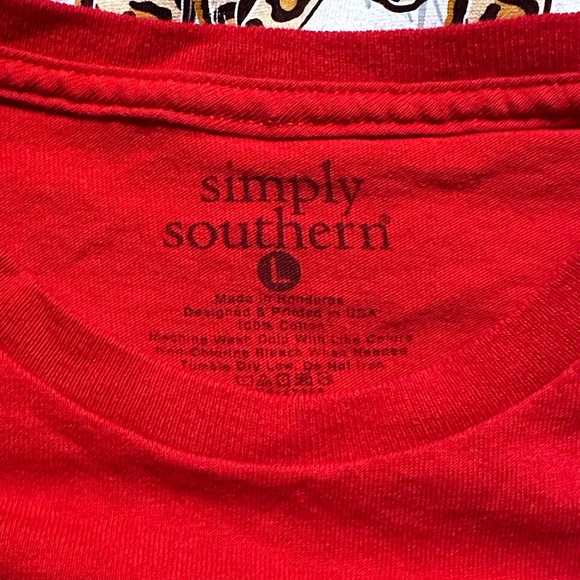 simply
southern®
L
Made in Honduras
Designed & Printed in USA
100% Cotton
Machine Wash Cold With Like Colors
Non-Chlorine Bleach When Needed
Tumble Dry Low. Do Not Iron.